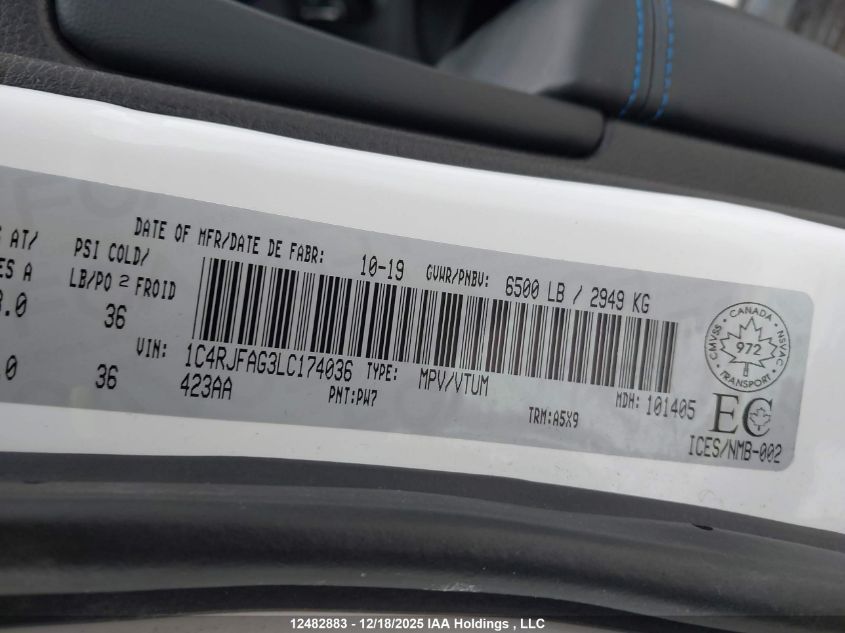 DATE OF MFR/DATE DE FABR: 10-19 GVWR/PNBV: 6500 LB / 2949 KG
AT/ PSI COLD/
ES A LB/PO 2 FROID
.0 36
.0 36
VIN: 1C4RJFAG3LC174036 TYPE: MPV/VTUM MDH: 101405
423AA PNT:PW7 TRM:A5X9
CANADA
CMVSS 972 NSVAC
TRANSPORT
EC
ICES/NMB-002
12482883 - 12/18/2025 IAA Holdings , LLC